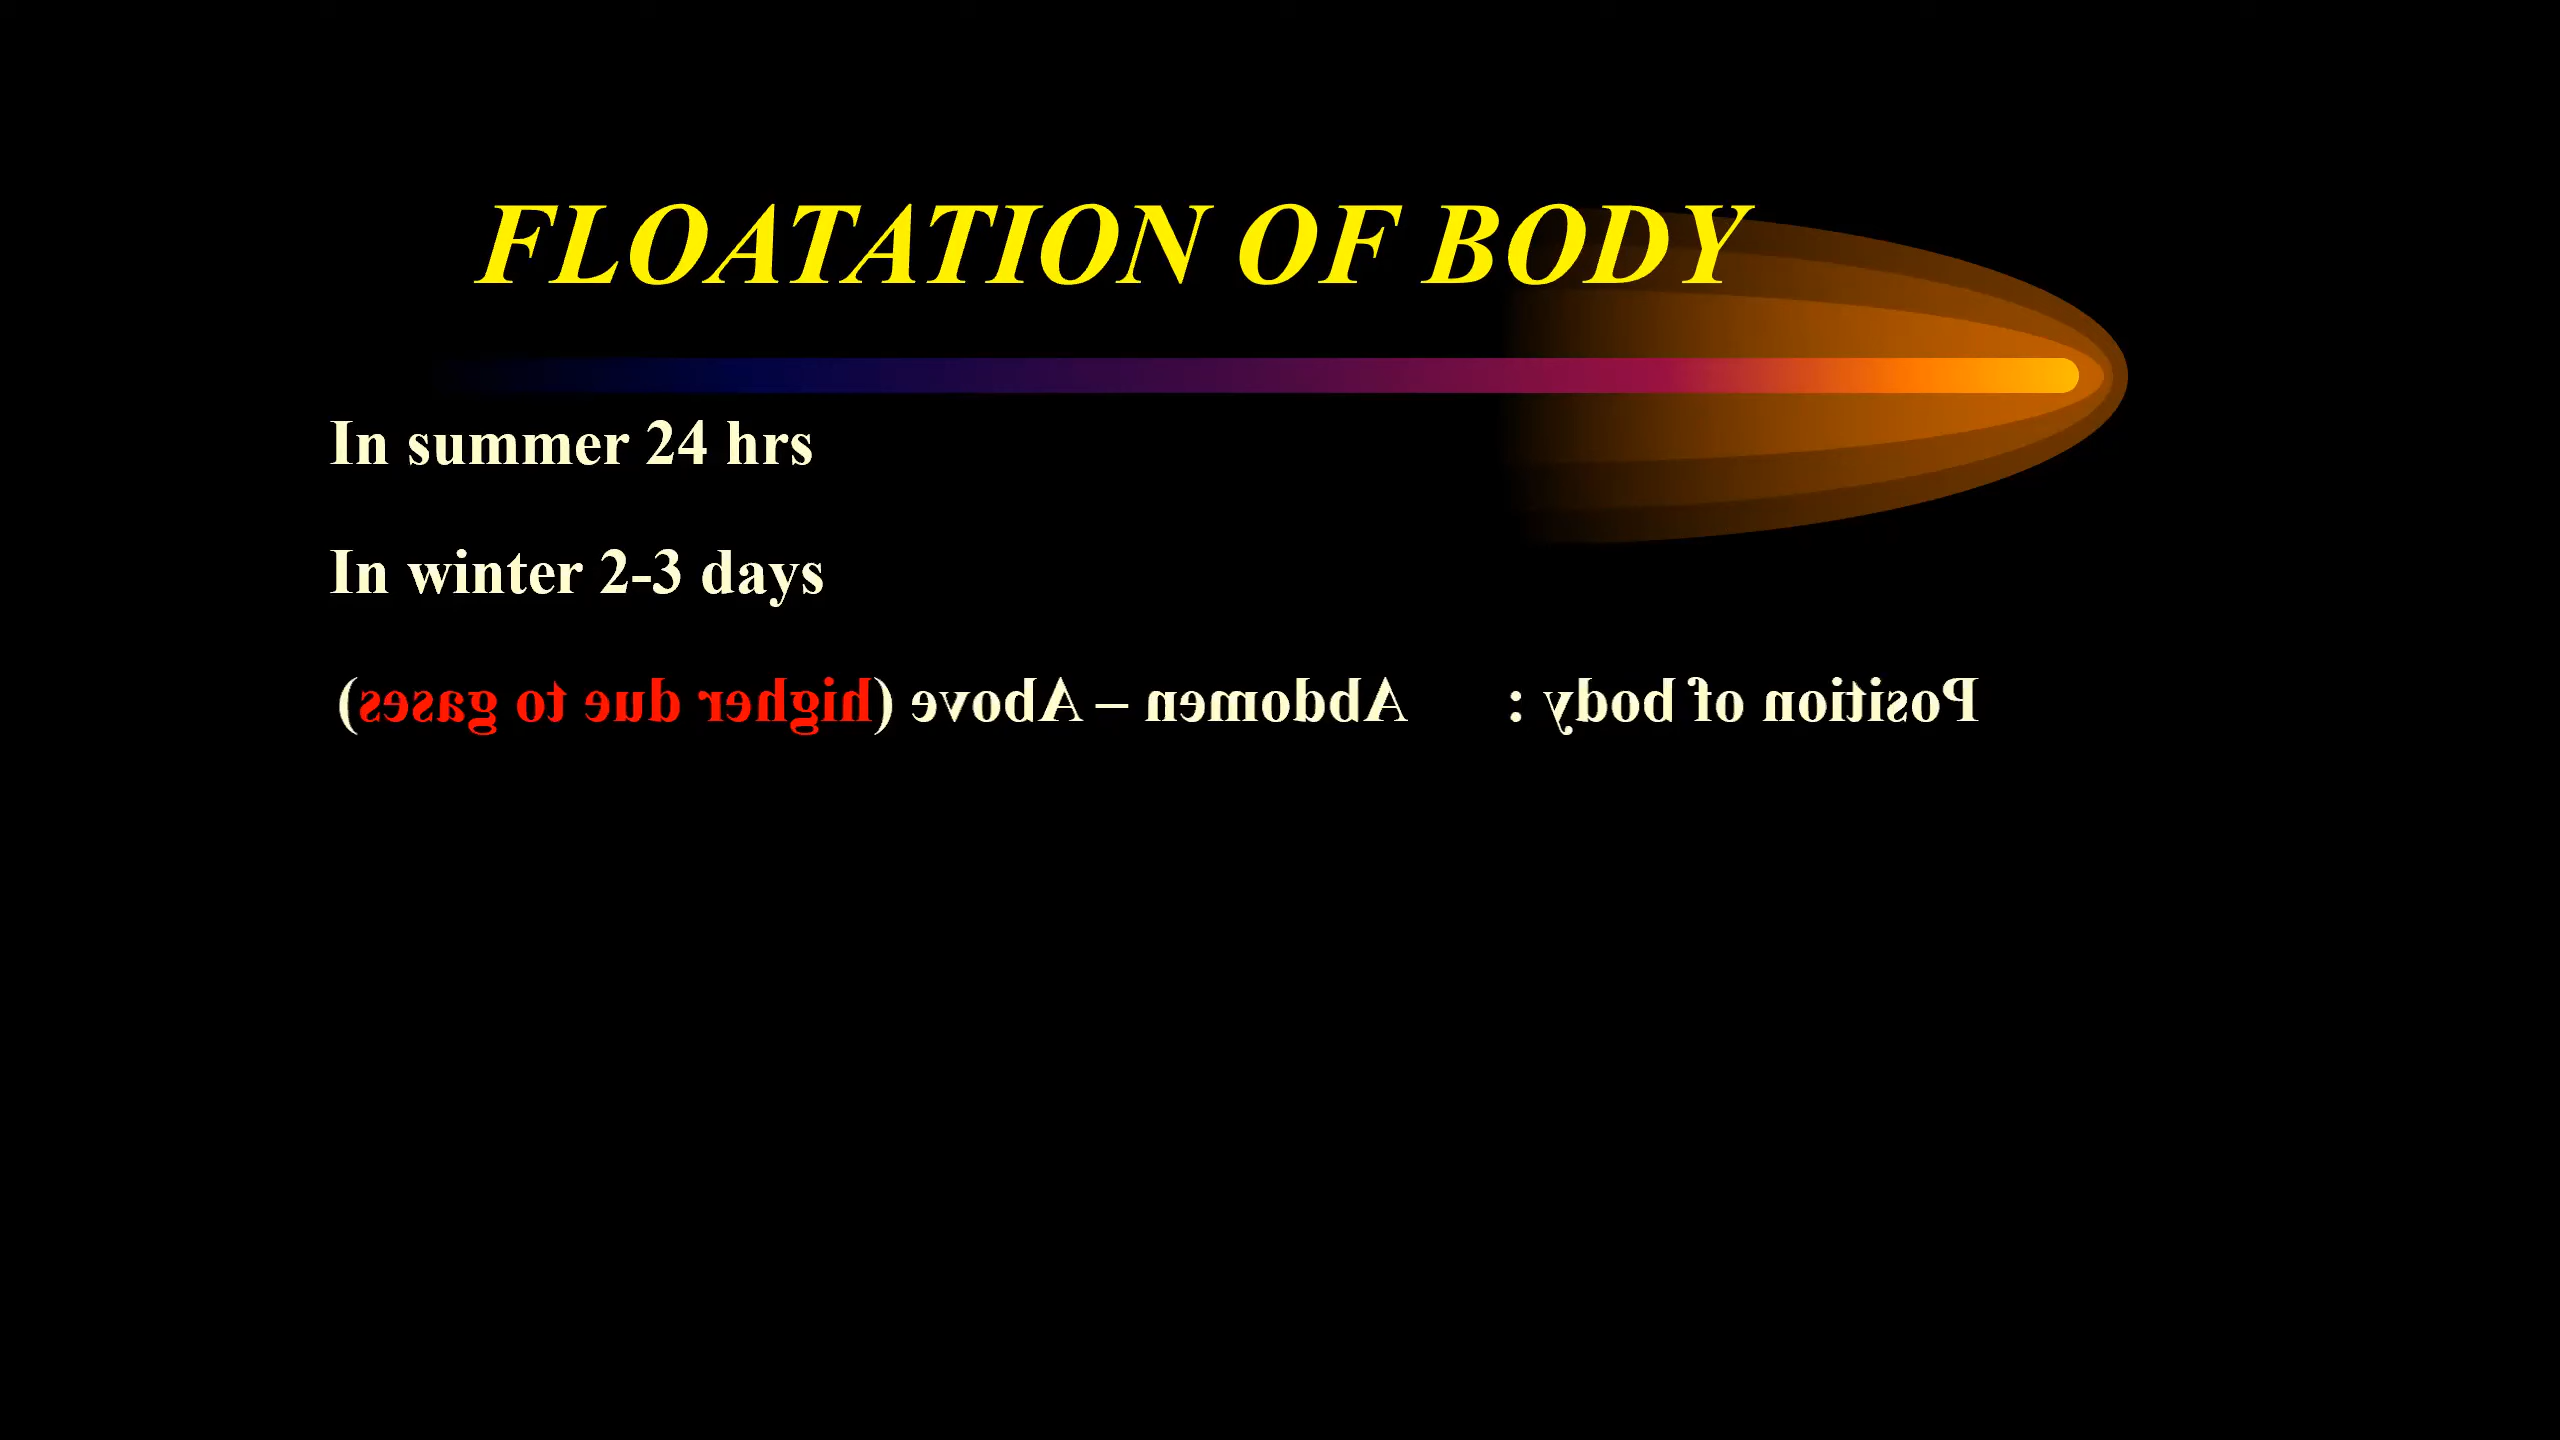 FLOATATION OF BODY
In summer 24 hrs
In winter 2-3 days
Position of body : Abdomen – Above (higher due to gases)